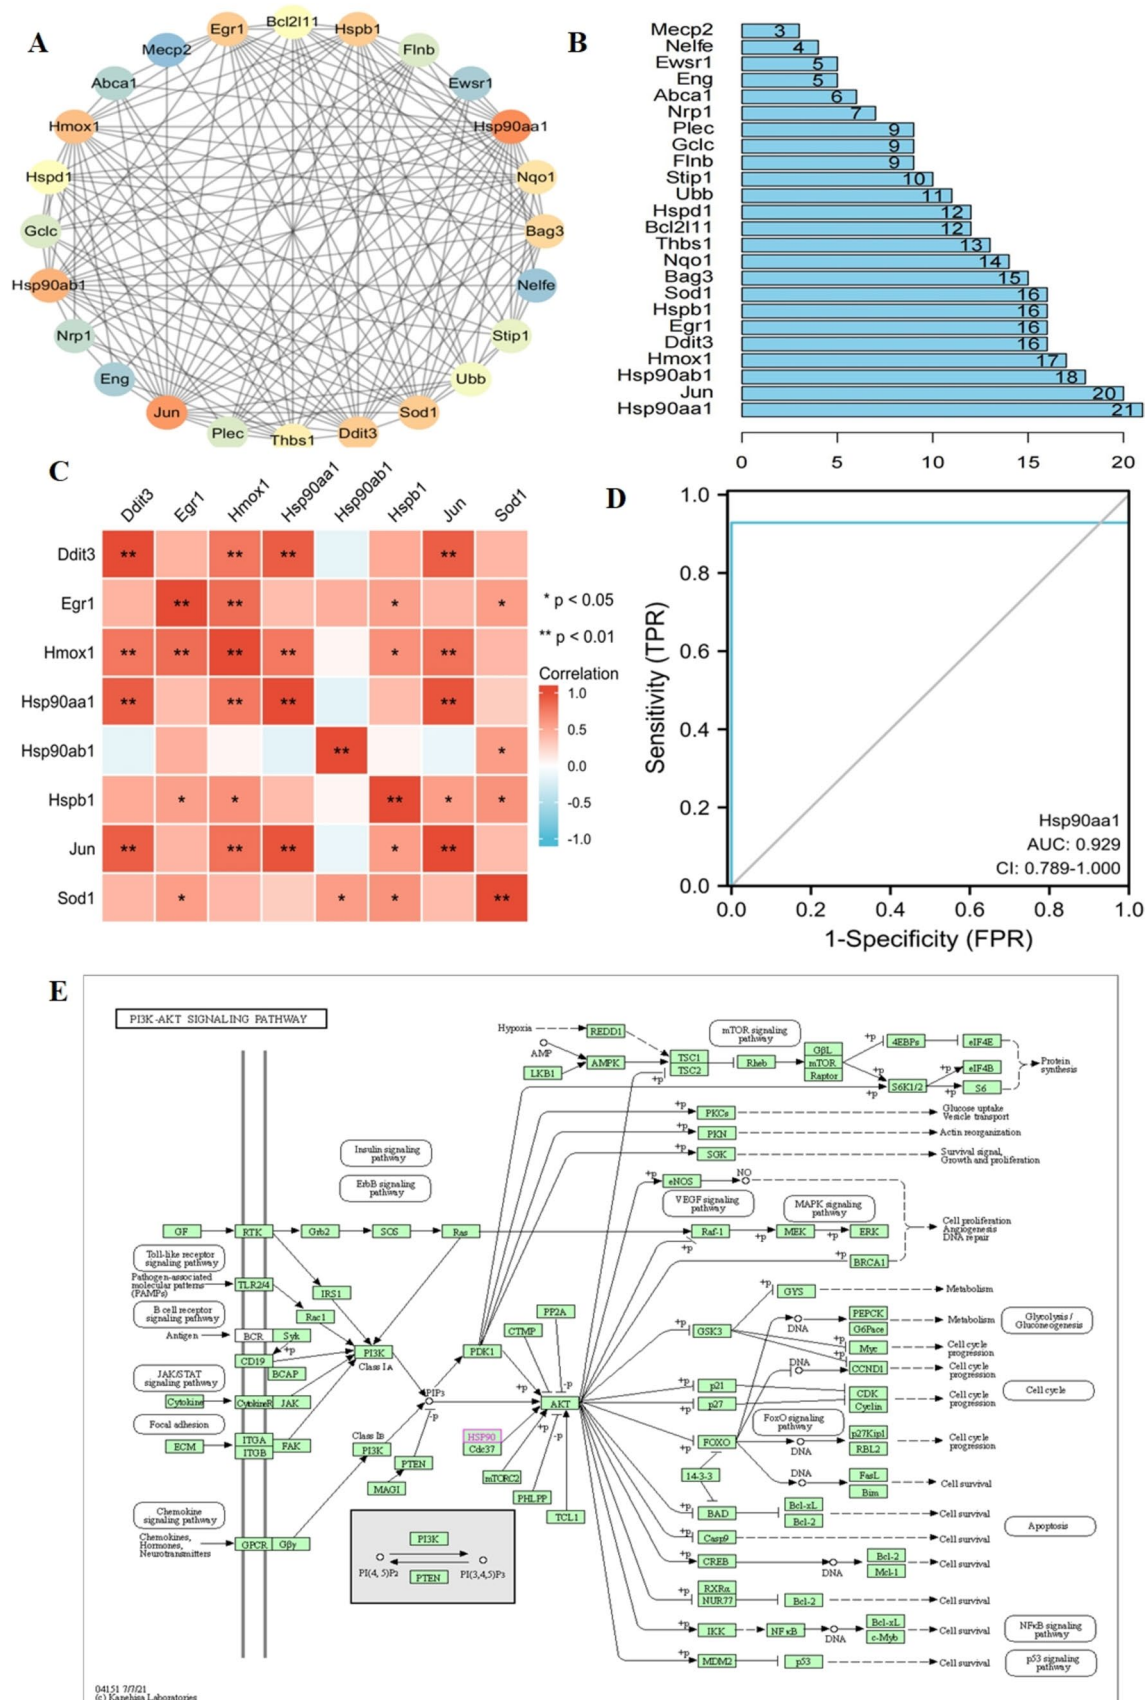 A
Bcl2l11
Egr1
Hspb1
Mecp2
Flnb
Abca1
Ewsr1
Hmox1
Hsp90aa1
Hspd1
Nqo1
Gclc
Bag3
Hsp90ab1
Nelfe
Nrp1
Stip1
Eng
Ubb
Jun
Sod1
Plec
Thbs1
Ddit3
B
Mecp2 3
Nelfe 4
Ewsr1 5
Eng 5
Abca1 6
Nrp1 7
Plec 9
Gclc 9
Flnb 9
Stip1 10
Ubb 11
Hspd1 12
Bcl2l11 12
Thbs1 13
Nqo1 14
Bag3 15
Sod1 16
Hspb1 16
Egr1 16
Ddit3 16
Hmox1 17
Hsp90ab1 18
Jun 20
Hsp90aa1 21
0 5 10 15 20
C
Ddit3 Egr1 Hmox1 Hsp90aa1 Hsp90ab1 Hspb1 Jun Sod1
Ddit3 ** ** ** **
Egr1 ** ** * *
Hmox1 ** ** ** ** * **
Hsp90aa1 ** ** ** **
Hsp90ab1 ** *
Hspb1 * * ** * *
Jun ** ** ** * **
Sod1 * * * **
* p < 0.05
** p < 0.01
Correlation
1.0
0.5
0.0
-0.5
-1.0
D
Sensitivity (TPR)
1.0
0.8
0.6
0.4
0.2
0.0
Hsp90aa1
AUC: 0.929
CI: 0.789-1.000
0.0 0.2 0.4 0.6 0.8 1.0
1-Specificity (FPR)
E
PI3K-AKT SIGNALING PATHWAY
Hypoxia
REDD1
mTOR signaling
pathway
AMP
LKB1
AMPK
TSC1
TSC2
+p
Rheb
GβL
mTOR
Raptor
+p
4EBPs
eIF4E
+p
S6K1/2
+p
eIF4B
+p
S6
Protein
synthesis
+p
PKCs
Glucose uptake
Vesicle transport
+p
PKN
Actin reorganization
+p
SGK
Survival signal,
Growth and proliferation
Insulin signaling
pathway
ErbB signaling
pathway
+p
eNOS
NO
VEGF signaling
pathway
MAPK signaling
pathway
GF
RTK
Grb2
SOS
Ras
Raf-1
+p
+p
MEK
+p
ERK
+p
+p
BRCA1
Cell proliferation
Angiogenesis
DNA repair
Toll-like receptor
signaling pathway
Pathogen-associated
molecular patterns
(PAMPs)
TLR2/4
IRS1
Rac1
B cell receptor
signaling pathway
Antigen
BCR
Syk
+p
CD19
BCAP
PI3K
Class IA
PDK1
CTMP
PP2A
+p
GYS
Metabolism
+p
GSK3
DNA
PEPCK
G6Pace
Metabolism
Glycolysis /
Gluconeogenesis
+p
Myc
Cell cycle
progression
+p
DNA
CCND1
Cell cycle
progression
JAK/STAT
signaling pathway
Cytokine
CytokineR
JAK
PIP3
-p
+p
-p
AKT
+p
p21
+p
p27
CDK
Cyclin
Cell cycle
progression
Cell cycle
Focal adhesion
ECM
ITGA
ITGB
FAK
Class IB
PI3K
PTEN
MAGI
HSP90
Cdc37
+p
-p
mTORC2
PHLPP
TCL1
FoxO signaling
pathway
+p
FOXO
DNA
p27Kip1
RBL2
Cell cycle
progression
14-3-3
DNA
FasL
Bim
Cell survival
+p
BAD
Bcl-xL
Bcl-2
Cell survival
Apoptosis
+p
Casp9
Cell survival
Chemokine
signaling pathway
Chemokines,
Hormones,
Neurotransmitters
GPCR
Gβγ
PI3K
PI(4, 5)P2
PI(3,4,5)P3
PTEN
+p
CREB
DNA
Bcl-2
Mcl-1
Cell survival
+p
RXRα
NUR77
Bcl-2
Cell survival
+p
IKK
NFκB
DNA
Bcl-xL
c-Myb
Cell survival
NFκB signaling
pathway
+p
MDM2
p53
Cell survival
p53 signaling
pathway
04151 7/7/21
(c) Kanehisa Laboratories